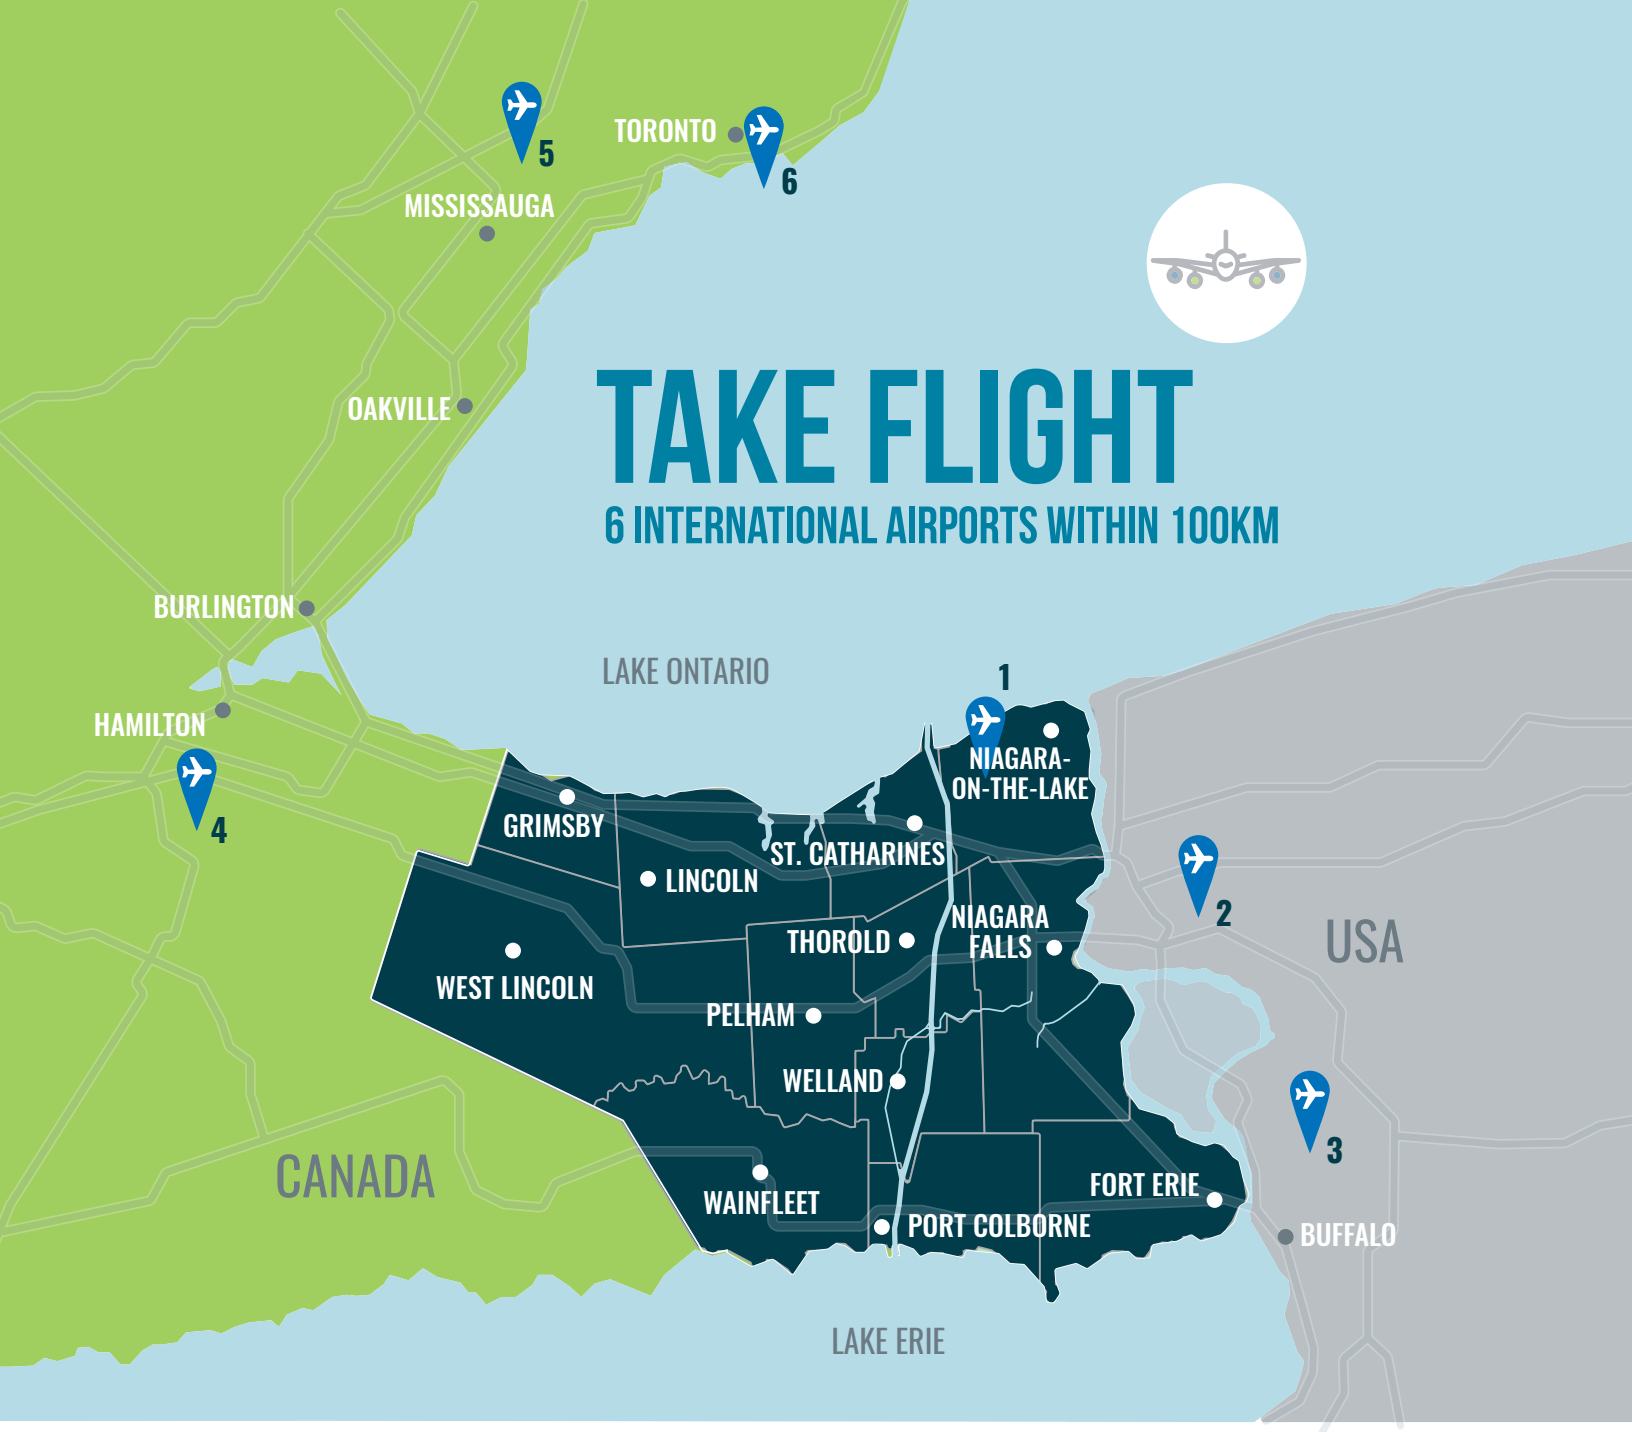 5
TORONTO
6
MISSISSAUGA
OAKVILLE
TAKE FLIGHT
6 INTERNATIONAL AIRPORTS WITHIN 100KM
BURLINGTON
LAKE ONTARIO
1
HAMILTON
4
NIAGARA-
ON-THE-LAKE
GRIMSBY
ST. CATHARINES
LINCOLN
2
NIAGARA
FALLS
THOROLD
USA
WEST LINCOLN
PELHAM
WELLAND
3
CANADA
WAINFLEET
FORT ERIE
PORT COLBORNE
BUFFALO
LAKE ERIE